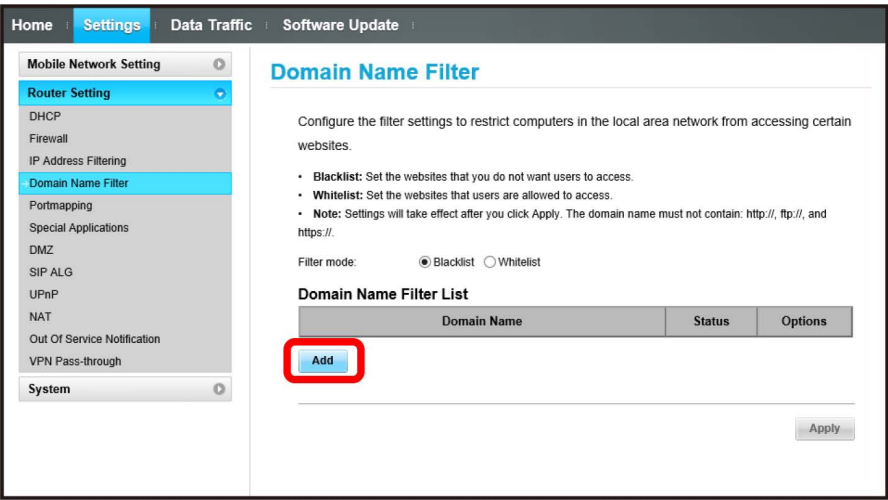 Home Settings Data Traffic Software Update
Mobile Network Setting
Router Setting
DHCP
Firewall
IP Address Filtering
Domain Name Filter
Portmapping
Special Applications
DMZ
SIP ALG
UPnP
NAT
Out Of Service Notification
VPN Pass-through
System
Domain Name Filter
Configure the filter settings to restrict computers in the local area network from accessing certain
websites.
• Blacklist: Set the websites that you do not want users to access.
• Whitelist: Set the websites that users are allowed to access.
• Note: Settings will take effect after you click Apply. The domain name must not contain: http://, ftp://, and
https://.
Filter mode: Blacklist Whitelist
Domain Name Filter List
Domain Name Status Options
Add
Apply